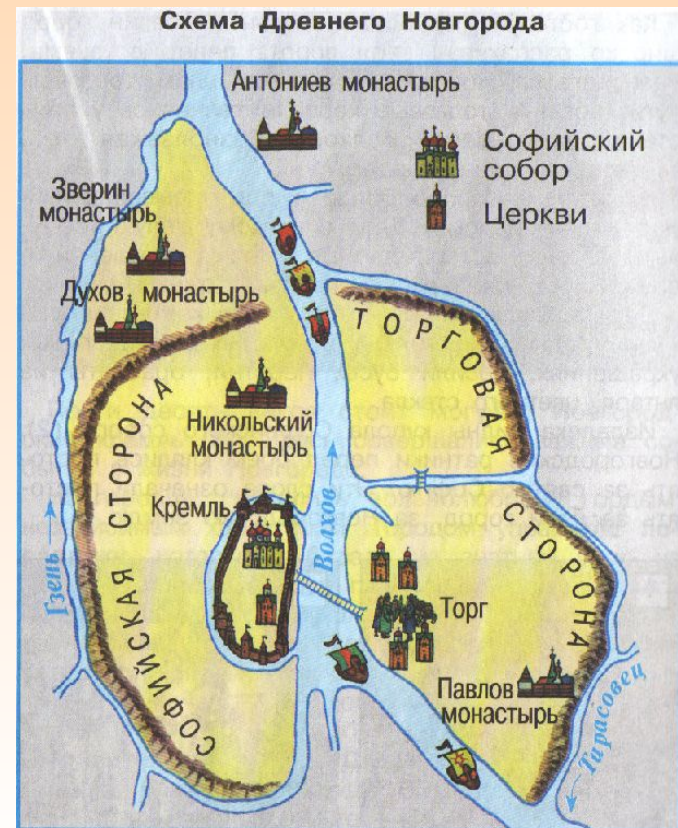 Схема Древнего Новгорода
Антониев монастырь
Софийский
собор
Церкви
Зверин
монастырь
Духов монастырь
ТОРГОВАЯ
СТОРОНА
Никольский
монастырь
Кремль
Волхов
СОФИЙСКАЯ СТОРОНА
Гзень
Торг
Павлов
монастырь
Тарасовец